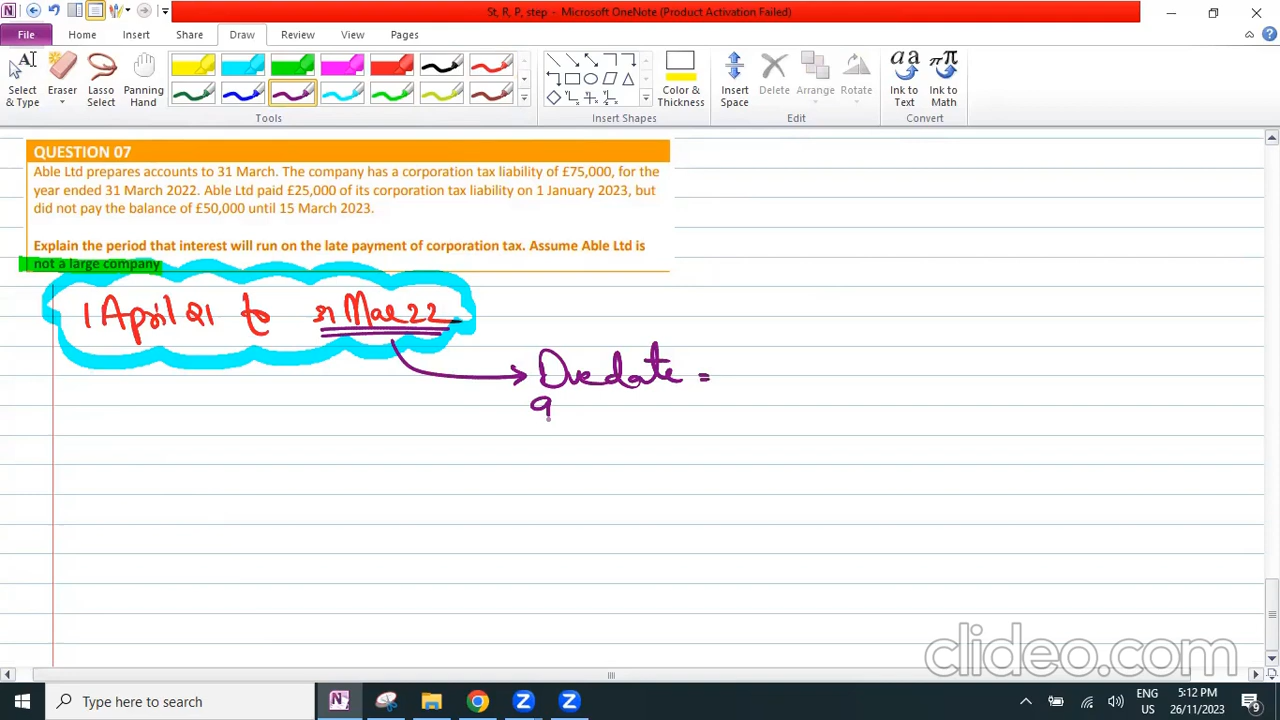 St, R, P, step - Microsoft OneNote (Product Activation Failed)
File Home Insert Share Draw Review View Pages
Select & Type Eraser Lasso Select Panning Hand Color & Thickness Insert Space Delete Arrange Rotate Ink to Text Ink to Math
Tools Insert Shapes Edit Convert
QUESTION 07
Able Ltd prepares accounts to 31 March. The company has a corporation tax liability of £75,000, for the
year ended 31 March 2022. Able Ltd paid £25,000 of its corporation tax liability on 1 January 2023, but
did not pay the balance of £50,000 until 15 March 2023.
Explain the period that interest will run on the late payment of corporation tax. Assume Able Ltd is
not a large company
1 April 21 to 31 Mar 22
Due date =
9
clideo.com
Type here to search
ENG
US
5:12 PM
26/11/2023
9